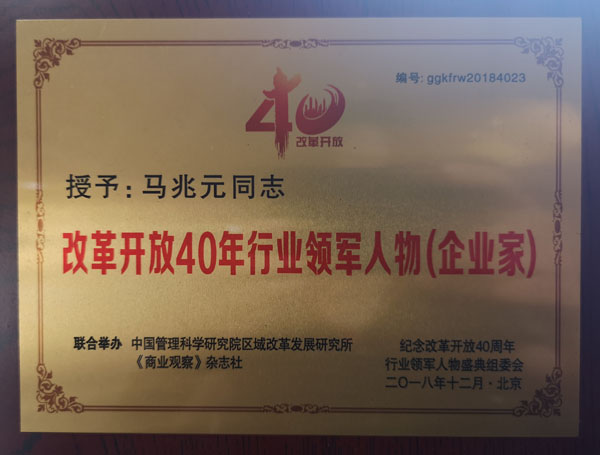 编号: ggkfrw20184023
40
改革开放
授予：马兆元同志
改革开放40年行业领军人物(企业家)
联合举办 中国管理科学研究院区域改革发展研究所
《商业观察》杂志社
纪念改革开放40周年
行业领军人物盛典组委会
二〇一八年十二月·北京